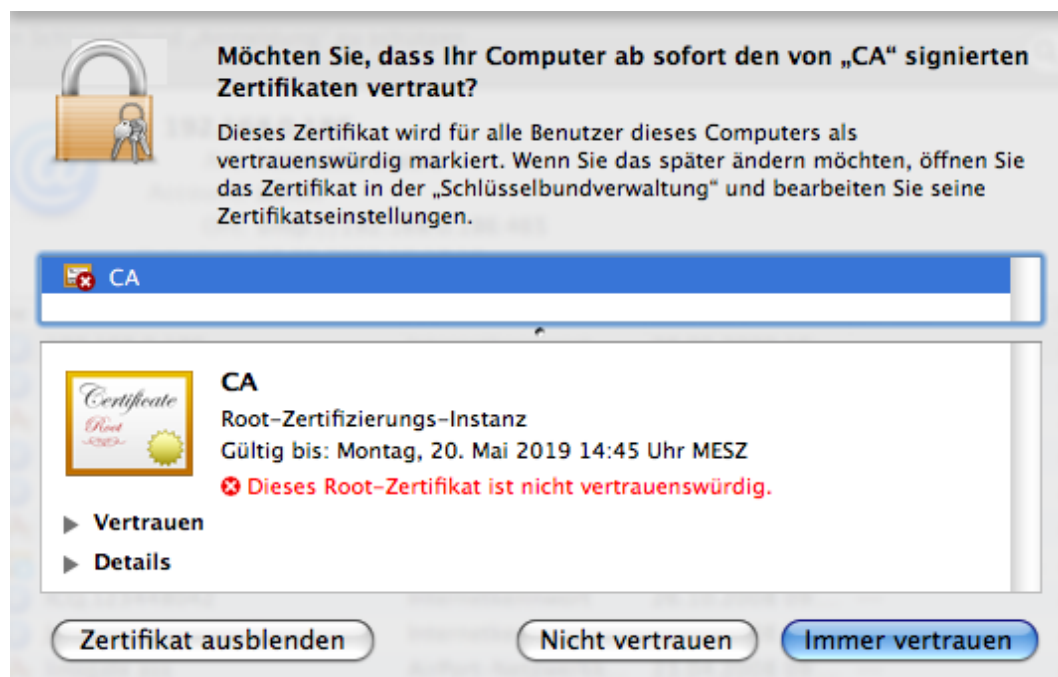 Möchten Sie, dass Ihr Computer ab sofort den von „CA“ signierten
Zertifikaten vertraut?
Dieses Zertifikat wird für alle Benutzer dieses Computers als
vertrauenswürdig markiert. Wenn Sie das später ändern möchten, öffnen Sie
das Zertifikat in der „Schlüsselbundverwaltung“ und bearbeiten Sie seine
Zertifikatseinstellungen.
CA
Certificate
Root
CA
Root-Zertifizierungs-Instanz
Gültig bis: Montag, 20. Mai 2019 14:45 Uhr MESZ
Dieses Root-Zertifikat ist nicht vertrauenswürdig.
Vertrauen
Details
Zertifikat ausblenden
Nicht vertrauen
Immer vertrauen